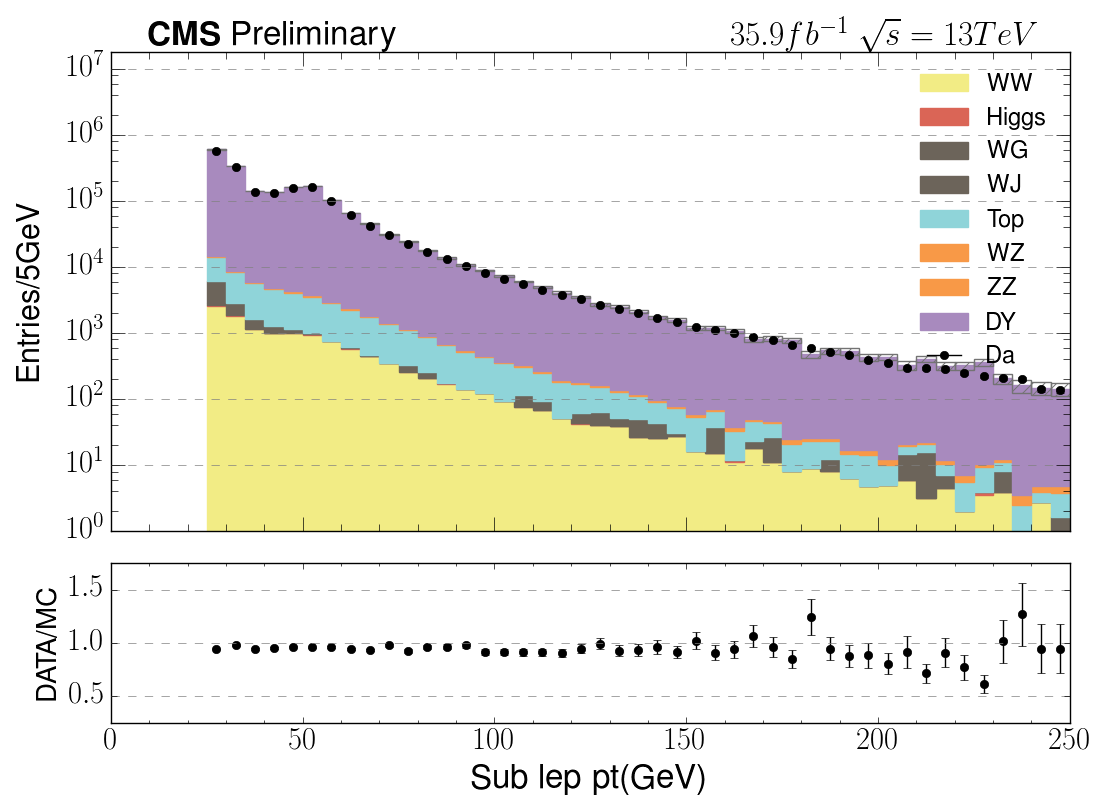 CMS Preliminary 35.9fb⁻¹ √s = 13TeV
10⁷
10⁶
10⁵
10⁴
10³
10²
10¹
10⁰
Entries/5GeV
WW
Higgs
WG
WJ
Top
WZ
ZZ
DY
Da
1.5
1.0
0.5
DATA/MC
0 50 100 150 200 250
Sub lep pt(GeV)